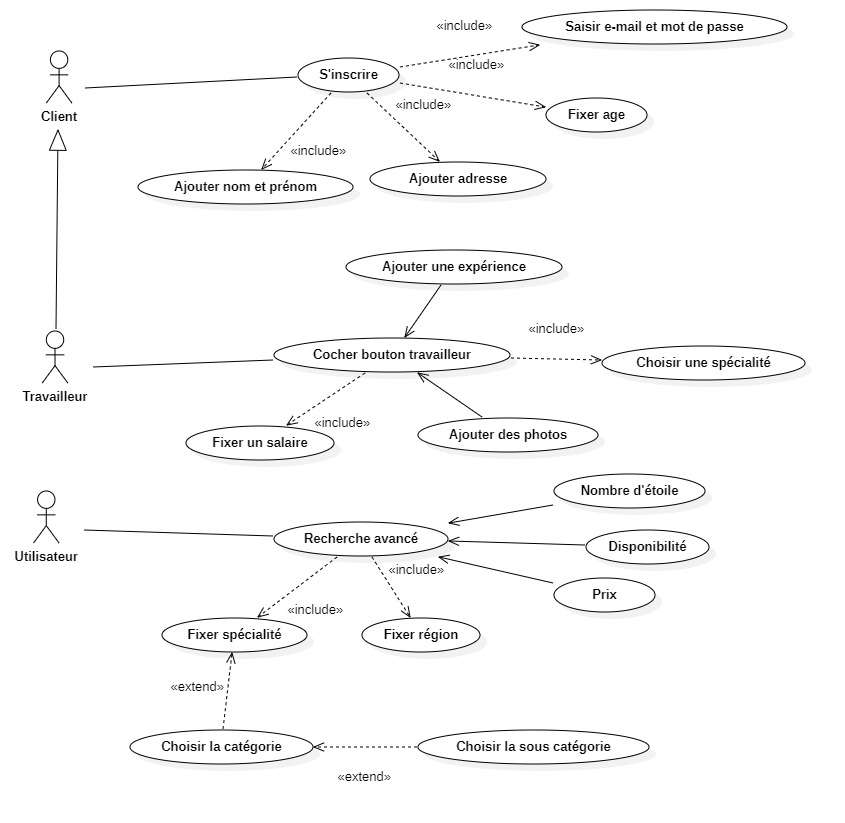 «include»
Saisir e-mail et mot de passe
«include»
S'inscrire
Client
«include»
Fixer age
«include»
Ajouter nom et prénom
Ajouter adresse
Ajouter une expérience
«include»
Cocher bouton travailleur
Choisir une spécialité
Travailleur
«include»
Fixer un salaire
Ajouter des photos
Nombre d'étoile
Utilisateur
Recherche avancé
Disponibilité
«include»
Prix
«include»
Fixer spécialité
Fixer région
«extend»
Choisir la catégorie
Choisir la sous catégorie
«extend»